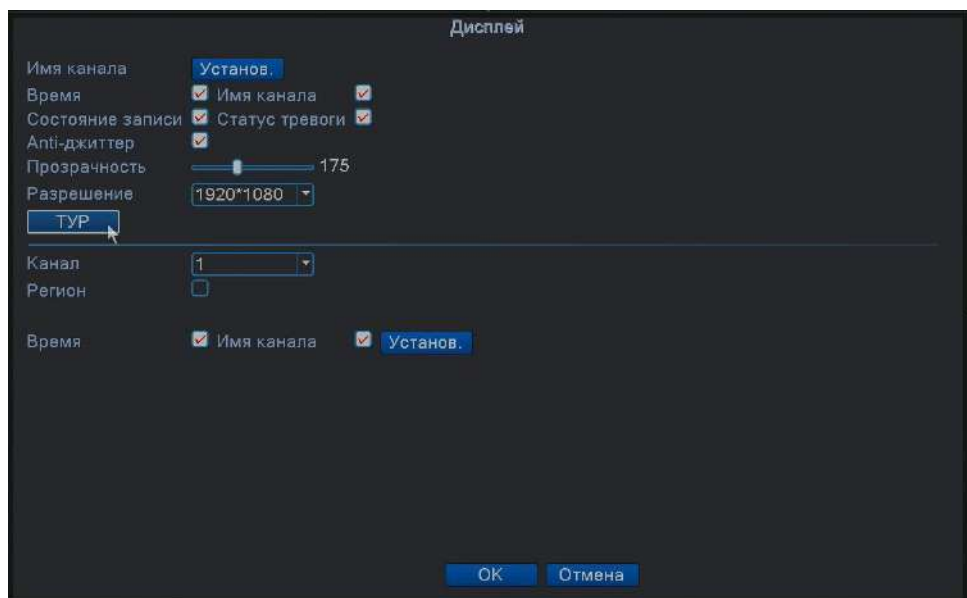 Дисплей
Имя канала Установ.
Время Имя канала
Состояние записи Статус тревоги
Anti-джиттер
Прозрачность 175
Разрешение 1920*1080
ТУР
Канал 1
Регион
Время Имя канала Установ.
OK Отмена